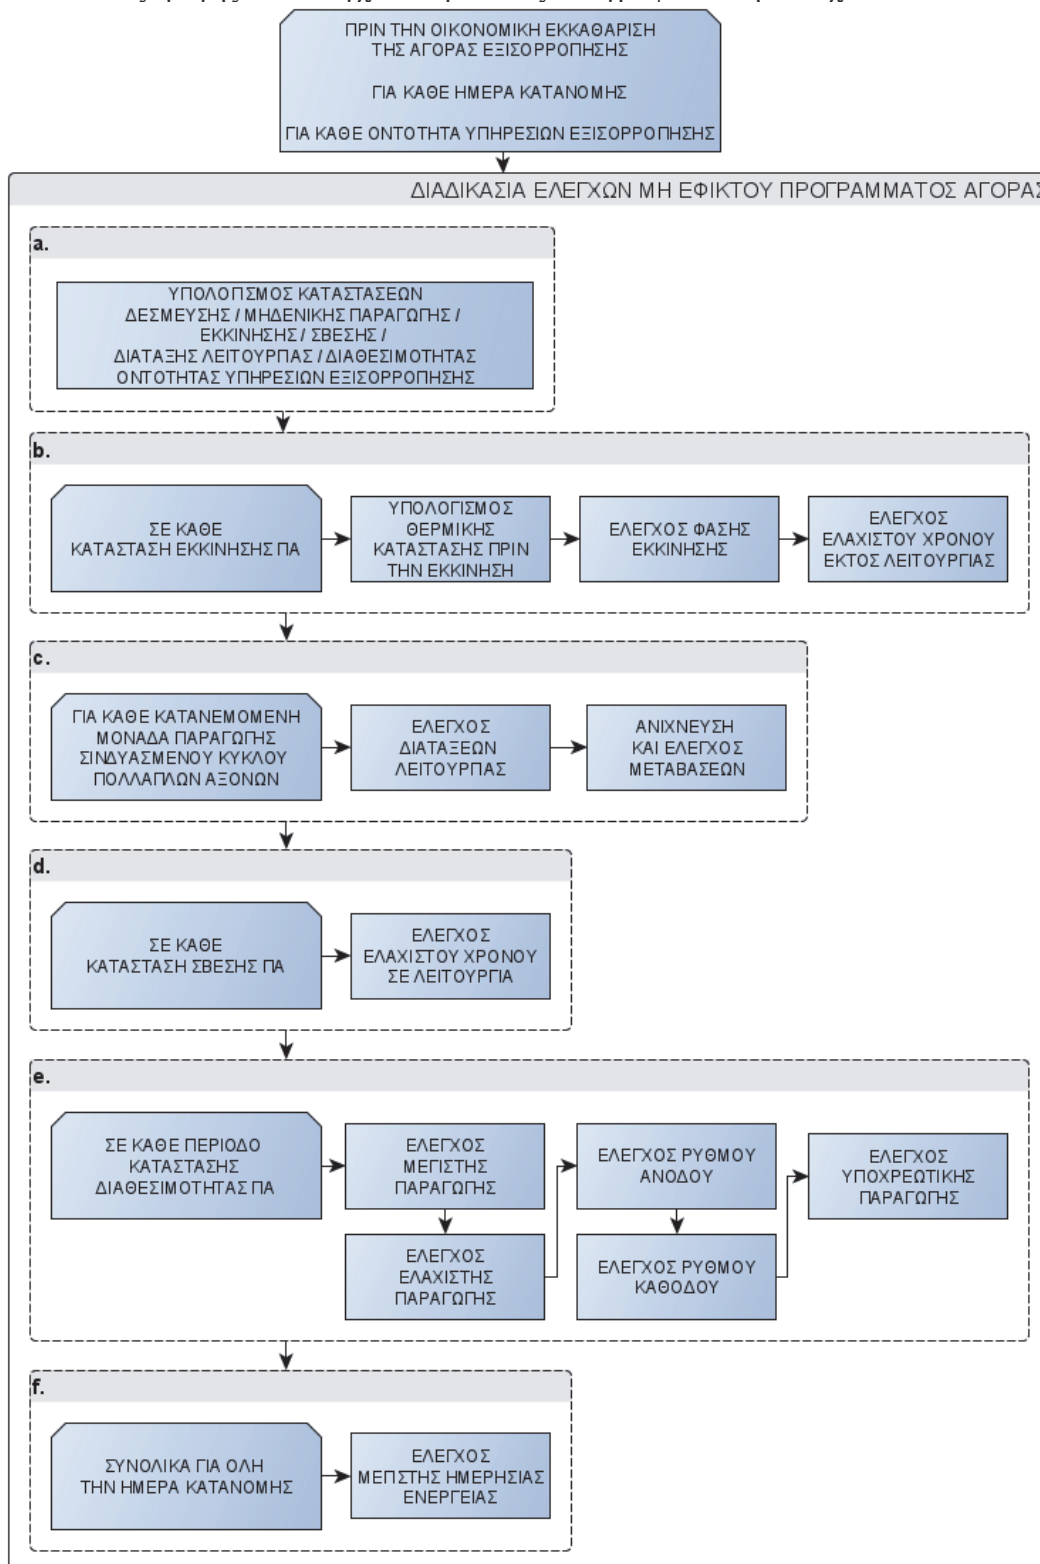 ΠΡΙΝ ΤΗΝ ΟΙΚΟΝΟΜΙΚΗ ΕΚΚΑΘΑΡΙΣΗ
ΤΗΣ ΑΓΟΡΑΣ ΕΞΙΣΟΡΡΟΠΗΣΗΣ
ΓΙΑ ΚΑΘΕ ΗΜΕΡΑ ΚΑΤΑΝΟΜΗΣ
ΓΙΑ ΚΑΘΕ ΟΝΤΟΤΗΤΑ ΥΠΗΡΕΣΙΩΝ ΕΞΙΣΟΡΡΟΠΗΣΗΣ
ΔΙΑΔΙΚΑΣΙΑ ΕΛΕΓΧΩΝ ΜΗ ΕΦΙΚΤΟΥ ΠΡΟΓΡΑΜΜΑΤΟΣ ΑΓΟΡΑΣ
a.
ΥΠΟΛΟΓΙΣΜΟΣ ΚΑΤΑΣΤΑΣΕΩΝ
ΔΕΣΜΕΥΣΗΣ / ΜΗΔΕΝΙΚΗΣ ΠΑΡΑΓΩΓΗΣ /
ΕΚΚΙΝΗΣΗΣ / ΣΒΕΣΗΣ /
ΔΙΑΤΑΞΗΣ ΛΕΙΤΟΥΡΓΙΑΣ / ΔΙΑΘΕΣΙΜΟΤΗΤΑΣ
ΟΝΤΟΤΗΤΑΣ ΥΠΗΡΕΣΙΩΝ ΕΞΙΣΟΡΡΟΠΗΣΗΣ
b.
ΣΕ ΚΑΘΕ
ΚΑΤΑΣΤΑΣΗ ΕΚΚΙΝΗΣΗΣ ΠΑ
ΥΠΟΛΟΓΙΣΜΟΣ
ΘΕΡΜΙΚΗΣ
ΚΑΤΑΣΤΑΣΗΣ ΠΡΙΝ
ΤΗΝ ΕΚΚΙΝΗΣΗ
ΕΛΕΓΧΟΣ ΦΑΣΗΣ
ΕΚΚΙΝΗΣΗΣ
ΕΛΕΓΧΟΣ
ΕΛΑΧΙΣΤΟΥ ΧΡΟΝΟΥ
ΕΚΤΟΣ ΛΕΙΤΟΥΡΓΙΑΣ
c.
ΓΙΑ ΚΑΘΕ ΚΑΤΑΝΕΜΟΜΕΝΗ
ΜΟΝΑΔΑ ΠΑΡΑΓΩΓΗΣ
ΣΙΝΔΥΑΣΜΕΝΟΥ ΚΥΚΛΟΥ
ΠΟΛΛΑΠΛΩΝ ΑΞΟΝΩΝ
ΕΛΕΓΧΟΣ
ΔΙΑΤΑΞΕΩΝ
ΛΕΙΤΟΥΡΓΙΑΣ
ΑΝΙΧΝΕΥΣΗ
ΚΑΙ ΕΛΕΓΧΟΣ
ΜΕΤΑΒΑΣΕΩΝ
d.
ΣΕ ΚΑΘΕ
ΚΑΤΑΣΤΑΣΗ ΣΒΕΣΗΣ ΠΑ
ΕΛΕΓΧΟΣ
ΕΛΑΧΙΣΤΟΥ ΧΡΟΝΟΥ
ΣΕ ΛΕΙΤΟΥΡΓΙΑ
e.
ΣΕ ΚΑΘΕ ΠΕΡΙΟΔΟ
ΚΑΤΑΣΤΑΣΗΣ
ΔΙΑΘΕΣΙΜΟΤΗΤΑΣ ΠΑ
ΕΛΕΓΧΟΣ
ΜΕΓΙΣΤΗΣ
ΠΑΡΑΓΩΓΗΣ
ΕΛΕΓΧΟΣ
ΕΛΑΧΙΣΤΗΣ
ΠΑΡΑΓΩΓΗΣ
ΕΛΕΓΧΟΣ ΡΥΘΜΟΥ
ΑΝΟΔΟΥ
ΕΛΕΓΧΟΣ ΡΥΘΜΟΥ
ΚΑΘΟΔΟΥ
ΕΛΕΓΧΟΣ
ΥΠΟΧΡΕΩΤΙΚΗΣ
ΠΑΡΑΓΩΓΗΣ
f.
ΣΥΝΟΛΙΚΑ ΓΙΑ ΟΛΗ
ΤΗΝ ΗΜΕΡΑ ΚΑΤΑΝΟΜΗΣ
ΕΛΕΓΧΟΣ
ΜΕΓΙΣΤΗΣ ΗΜΕΡΗΣΙΑΣ
ΕΝΕΡΓΕΙΑΣ